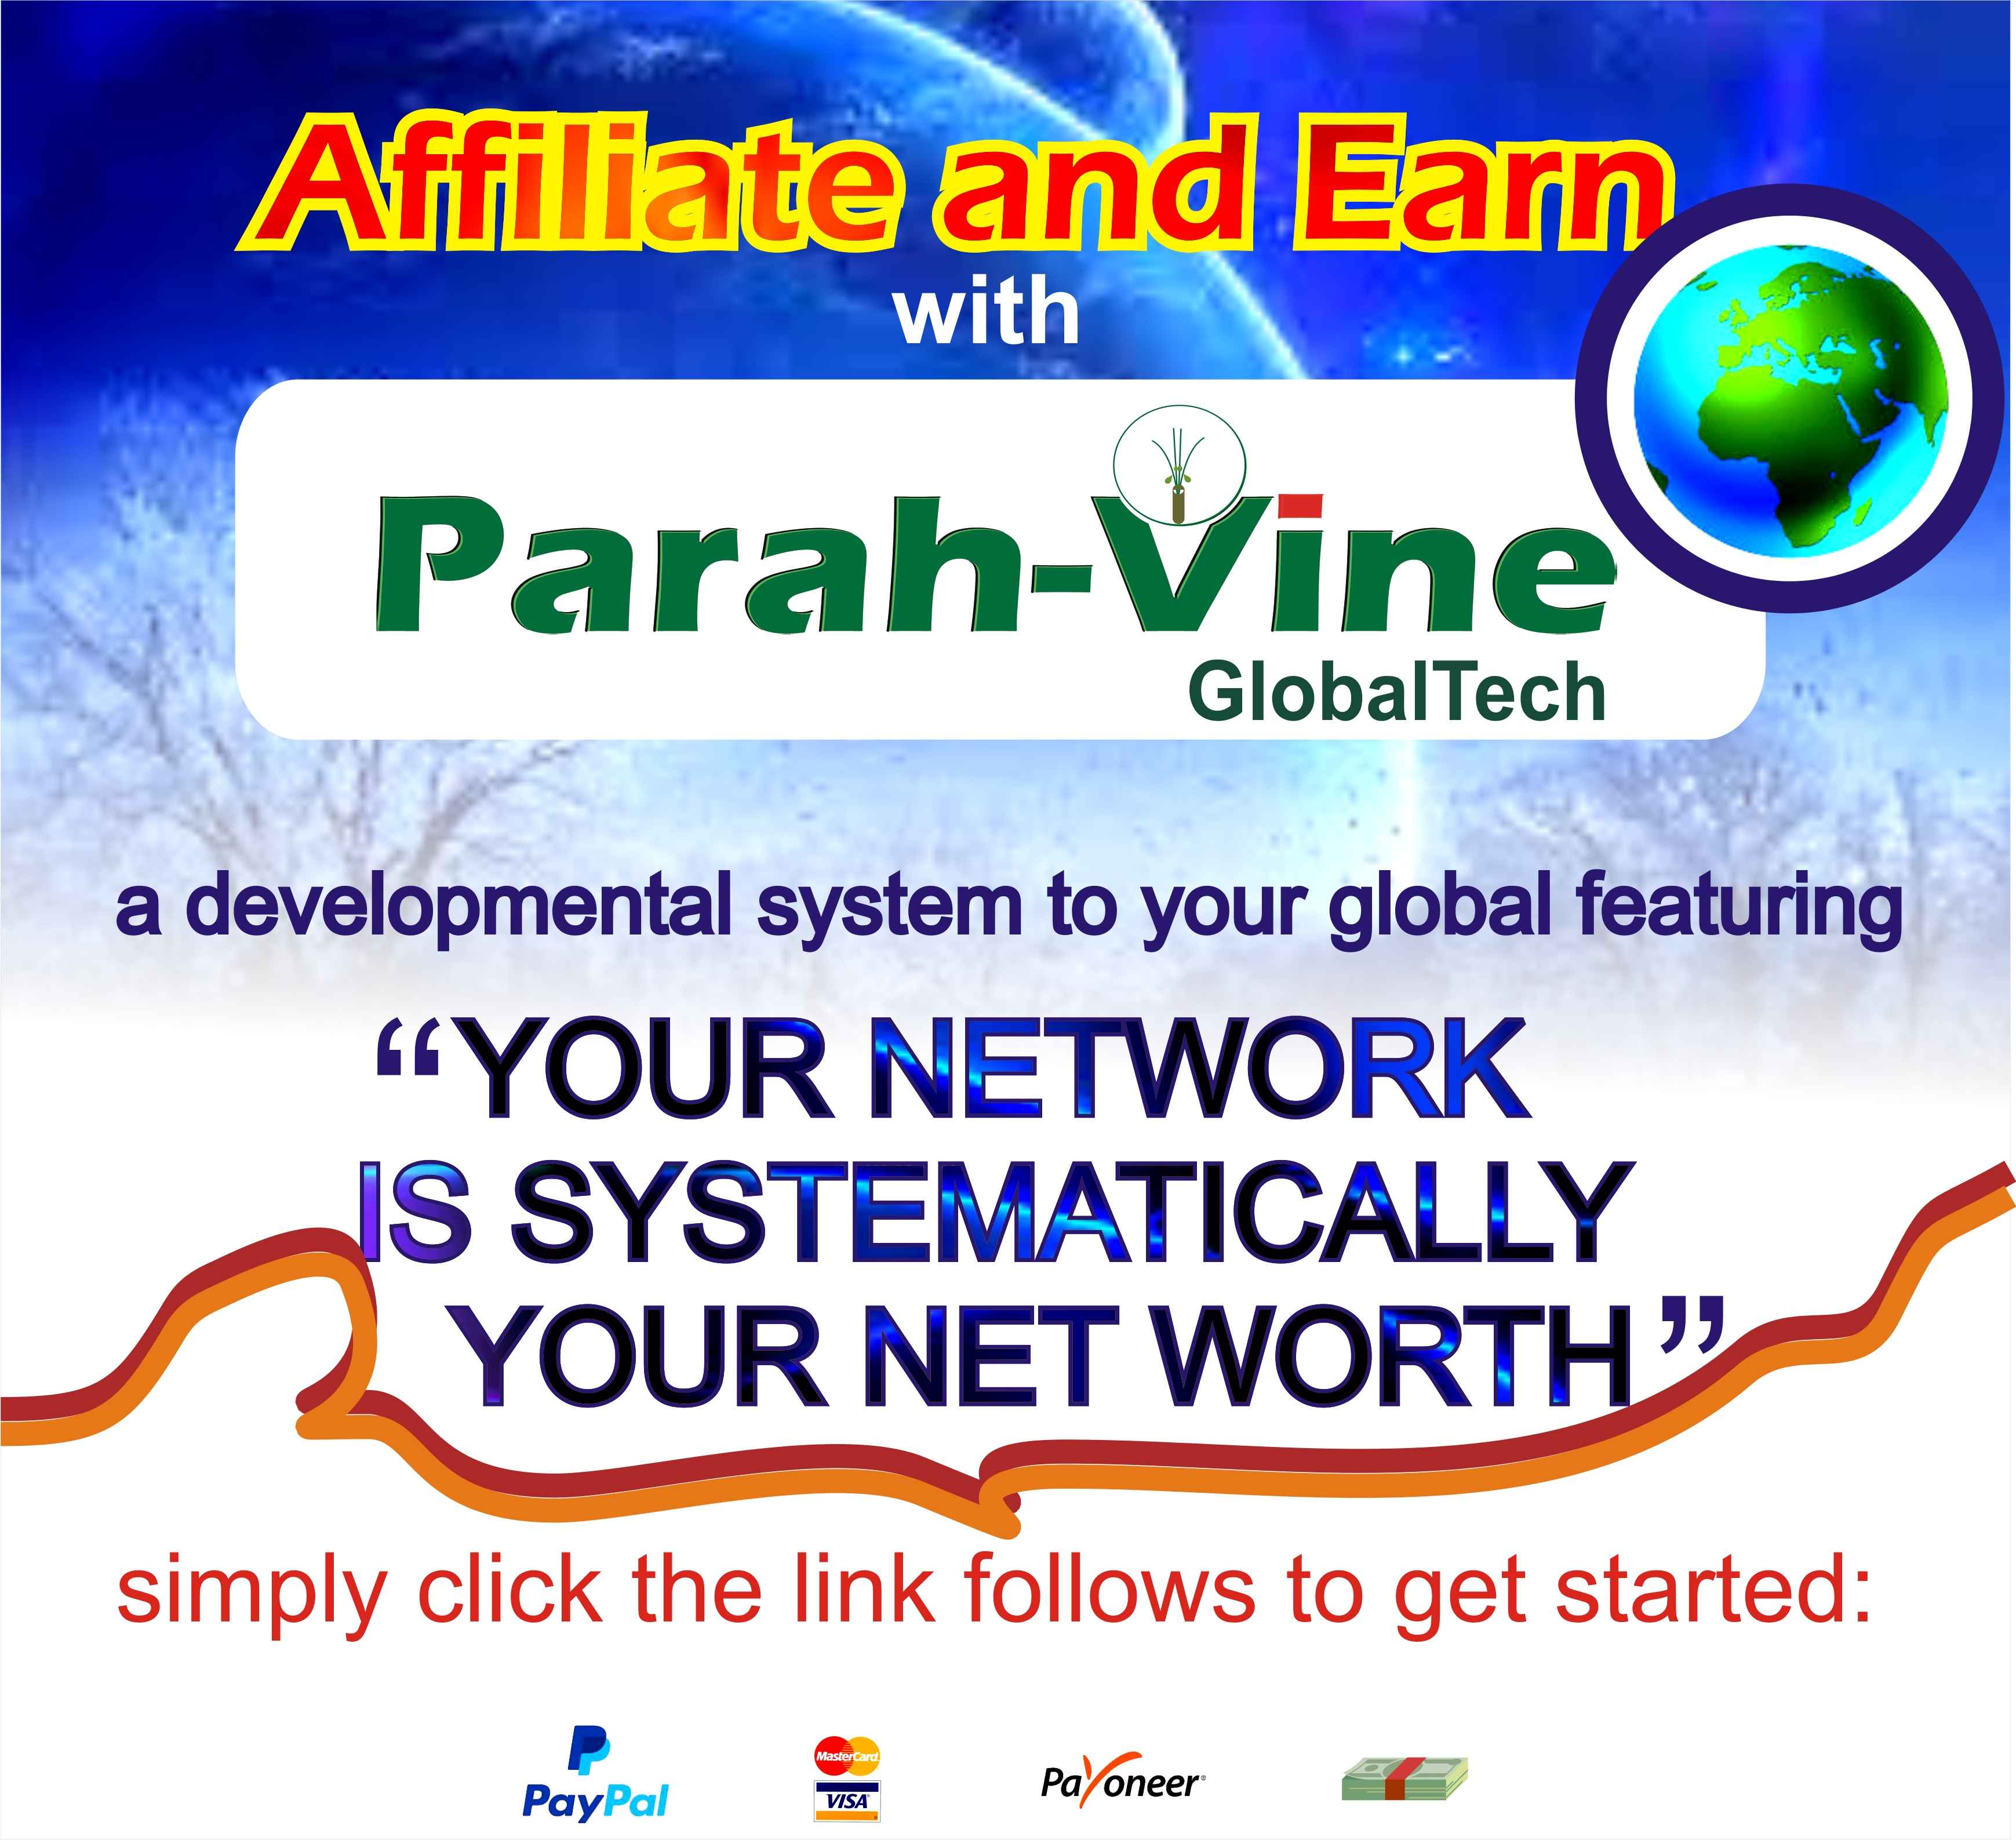 Affiliate and Earn
with
Parah-Vine
GlobalTech
a developmental system to your global featuring
“YOUR NETWORK
IS SYSTEMATICALLY
YOUR NET WORTH”
simply click the link follows to get started:
PayPal
MasterCard
VISA
Payoneer